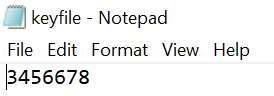 keyfile - Notepad
File Edit Format View Help
3456678